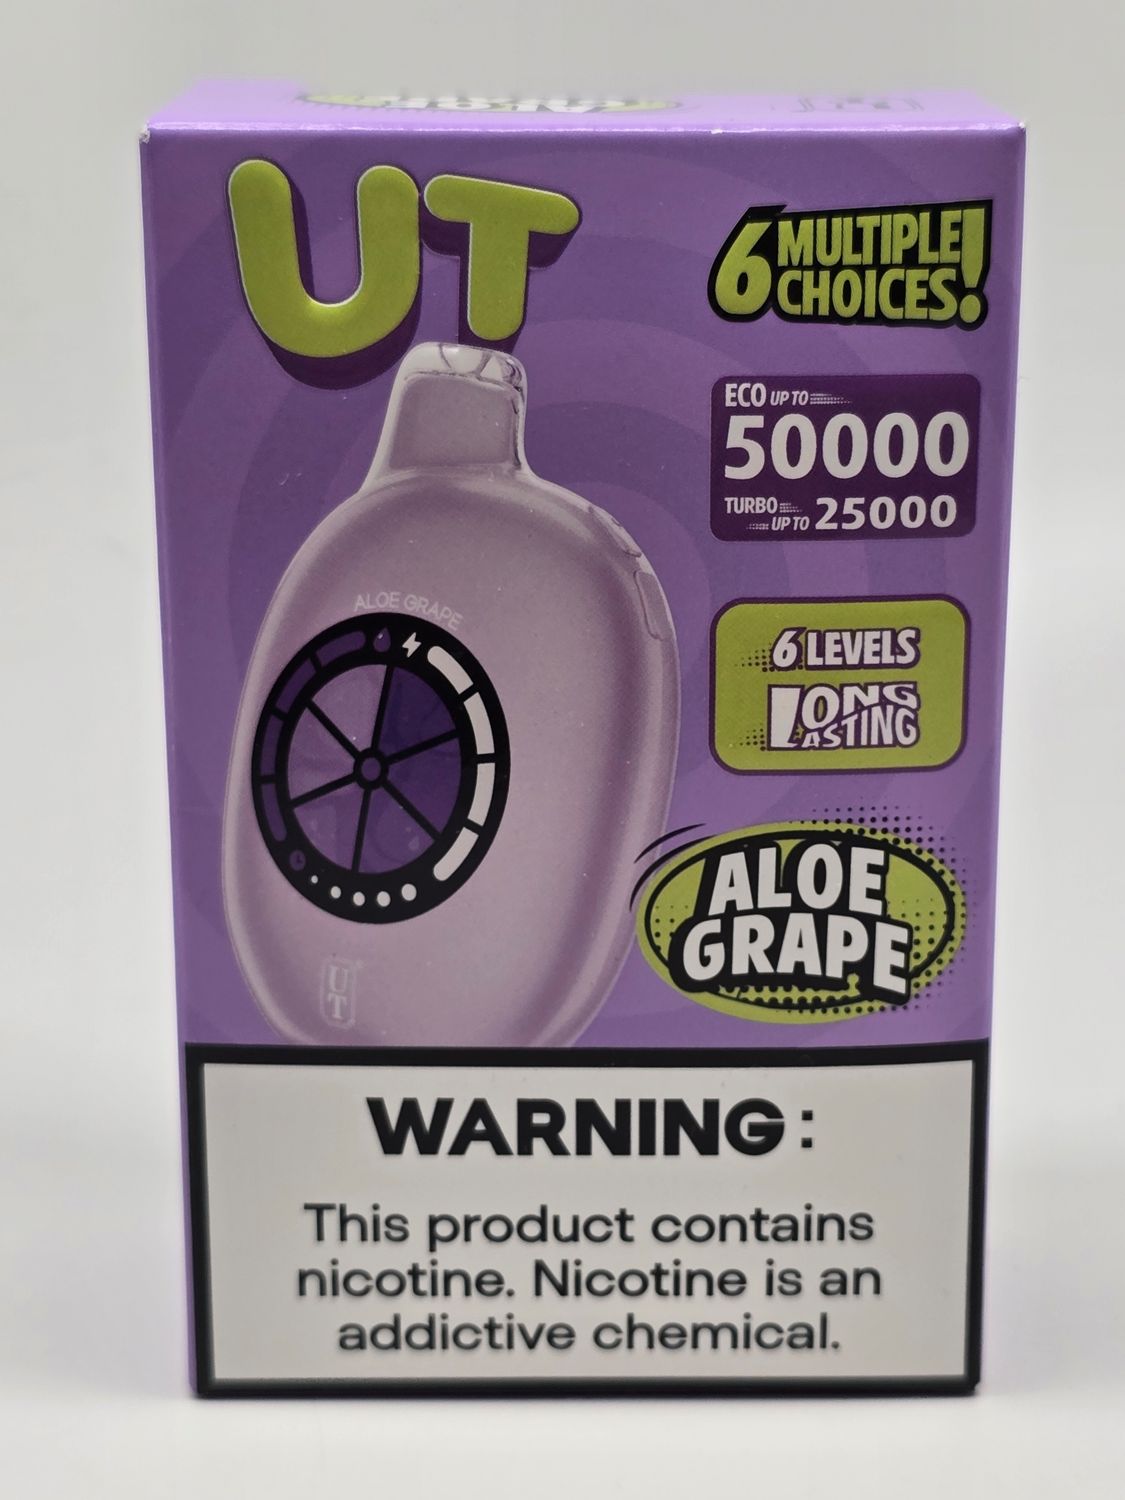 UT
6 MULTIPLE
CHOICES!
ECO UP TO
50000
TURBO
UP TO 25000
6 LEVELS
LONG
LASTING
ALOE GRAPE
ALOE
GRAPE
UT
WARNING:
This product contains
nicotine. Nicotine is an
addictive chemical.